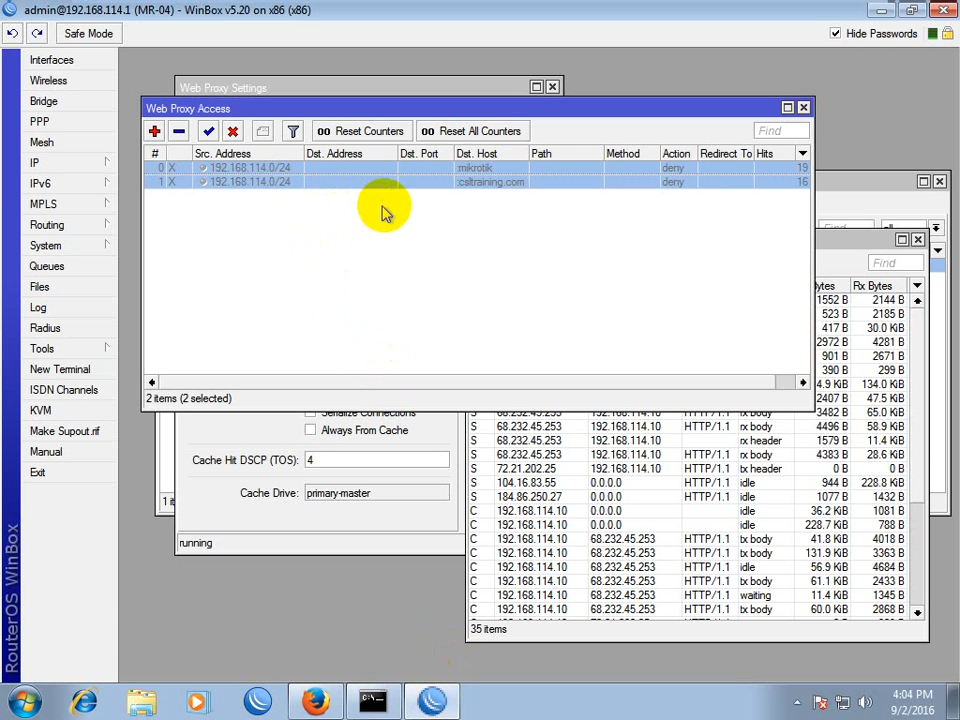 admin@192.168.114.1 (MR-04) - WinBox v5.20 on x86 (x86)
Safe Mode
Hide Passwords
Interfaces
Wireless
Bridge
PPP
Mesh
IP
IPv6
MPLS
Routing
System
Queues
Files
Log
Radius
Tools
New Terminal
ISDN Channels
KVM
Make Supout.rif
Manual
Exit
RouterOS WinBox
Web Proxy Settings
Web Proxy Access
00 Reset Counters
00 Reset All Counters
Find
# Src. Address Dst. Address Dst. Port Dst. Host Path Method Action Redirect To Hits
0 X 192.168.114.0/24 :mikrotik deny 19
1 X 192.168.114.0/24 :csltraining.com deny 16
2 items (2 selected)
Find
Bytes Rx Bytes
1552 B 2144 B
523 B 2185 B
417 B 30.0 KiB
2972 B 4281 B
901 B 2671 B
390 B 299 B
4.9 KiB 134.0 KiB
2407 B 47.5 KiB
3482 B 65.0 KiB
S 68.232.45.253 192.168.114.10 HTTP/1.1 rx body 4496 B 58.9 KiB
S 68.232.45.253 192.168.114.10 HTTP/1.1 rx header 1579 B 11.4 KiB
S 68.232.45.253 192.168.114.10 HTTP/1.1 rx body 4383 B 28.6 KiB
S 72.21.202.25 192.168.114.10 HTTP/1.1 tx header 0 B 0 B
S 104.16.83.55 0.0.0.0 idle 944 B 228.8 KiB
S 184.86.250.27 0.0.0.0 idle 1077 B 1432 B
C 192.168.114.10 0.0.0.0 idle 36.2 KiB 1081 B
C 192.168.114.10 0.0.0.0 idle 228.7 KiB 788 B
C 192.168.114.10 68.232.45.253 HTTP/1.1 tx body 41.8 KiB 4018 B
C 192.168.114.10 68.232.45.253 HTTP/1.1 tx body 131.9 KiB 3363 B
C 192.168.114.10 68.232.45.253 HTTP/1.1 idle 56.9 KiB 4684 B
C 192.168.114.10 68.232.45.253 HTTP/1.1 tx body 61.1 KiB 2433 B
C 192.168.114.10 68.232.45.253 HTTP/1.1 waiting 11.4 KiB 1345 B
C 192.168.114.10 68.232.45.253 HTTP/1.1 tx body 60.0 KiB 2868 B
35 items
Serialize Connections
Always From Cache
Cache Hit DSCP (TOS): 4
Cache Drive: primary-master
running
4:04 PM
9/2/2016